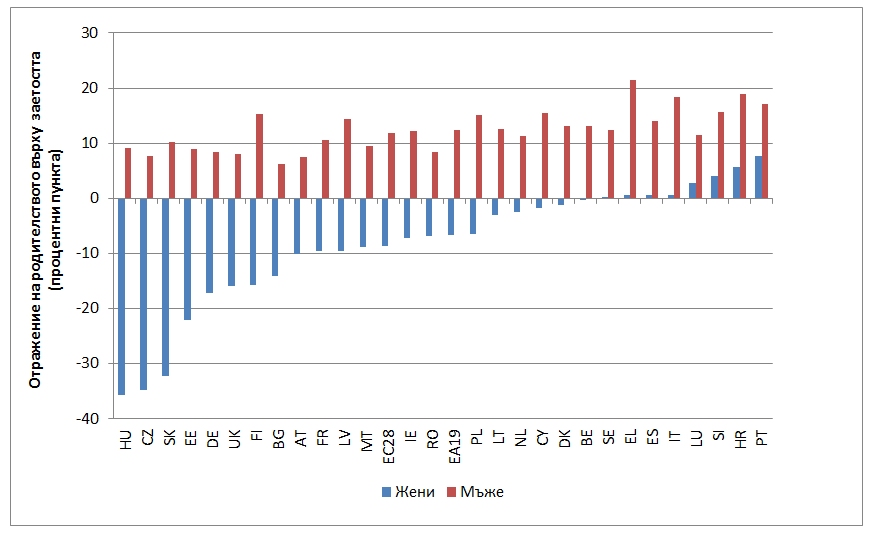 Отражение на родителството върху заетостта
(процентни пункта)
30
20
10
0
-10
-20
-30
-40
HU CZ SK EE DE UK FI BG AT FR LV MT EC28 IE RO EA19 PL LT NL CY DK BE SE EL ES IT LU SI HR PT
Жени Мъже